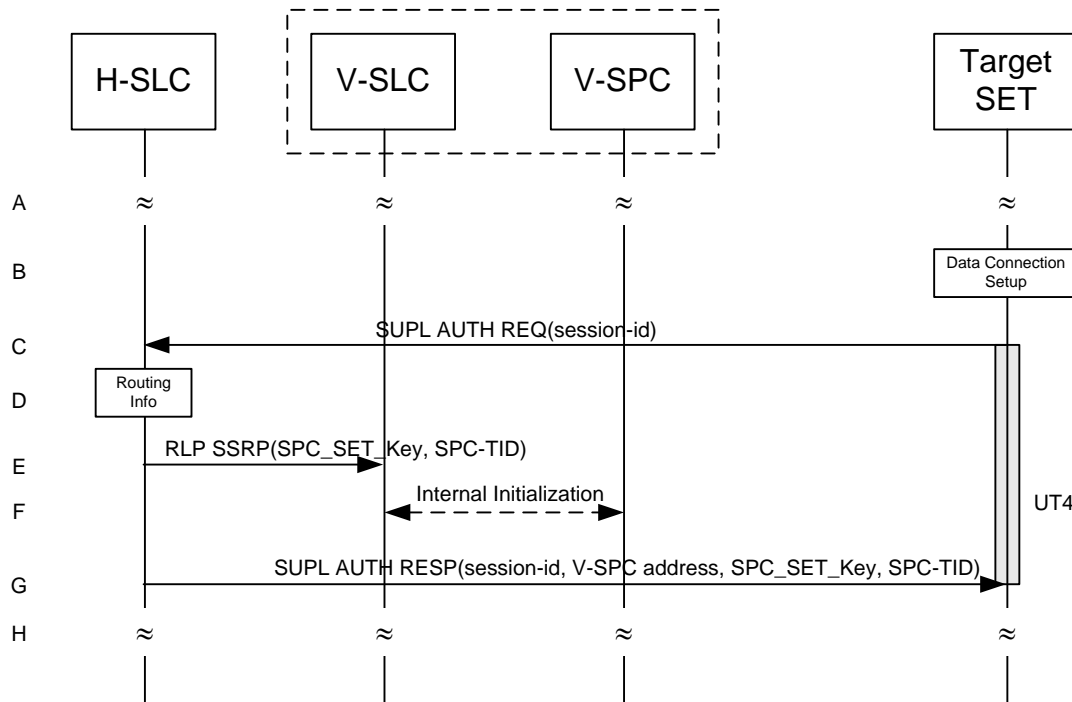 H-SLC
V-SLC
V-SPC
Target
SET
A
≈ ≈ ≈ ≈
B
Data Connection
Setup
SUPL AUTH REQ(session-id)
C
Routing
Info
D
RLP SSRP(SPC_SET_Key, SPC-TID)
E
Internal Initialization
F
UT4
SUPL AUTH RESP(session-id, V-SPC address, SPC_SET_Key, SPC-TID)
G
H
≈ ≈ ≈ ≈